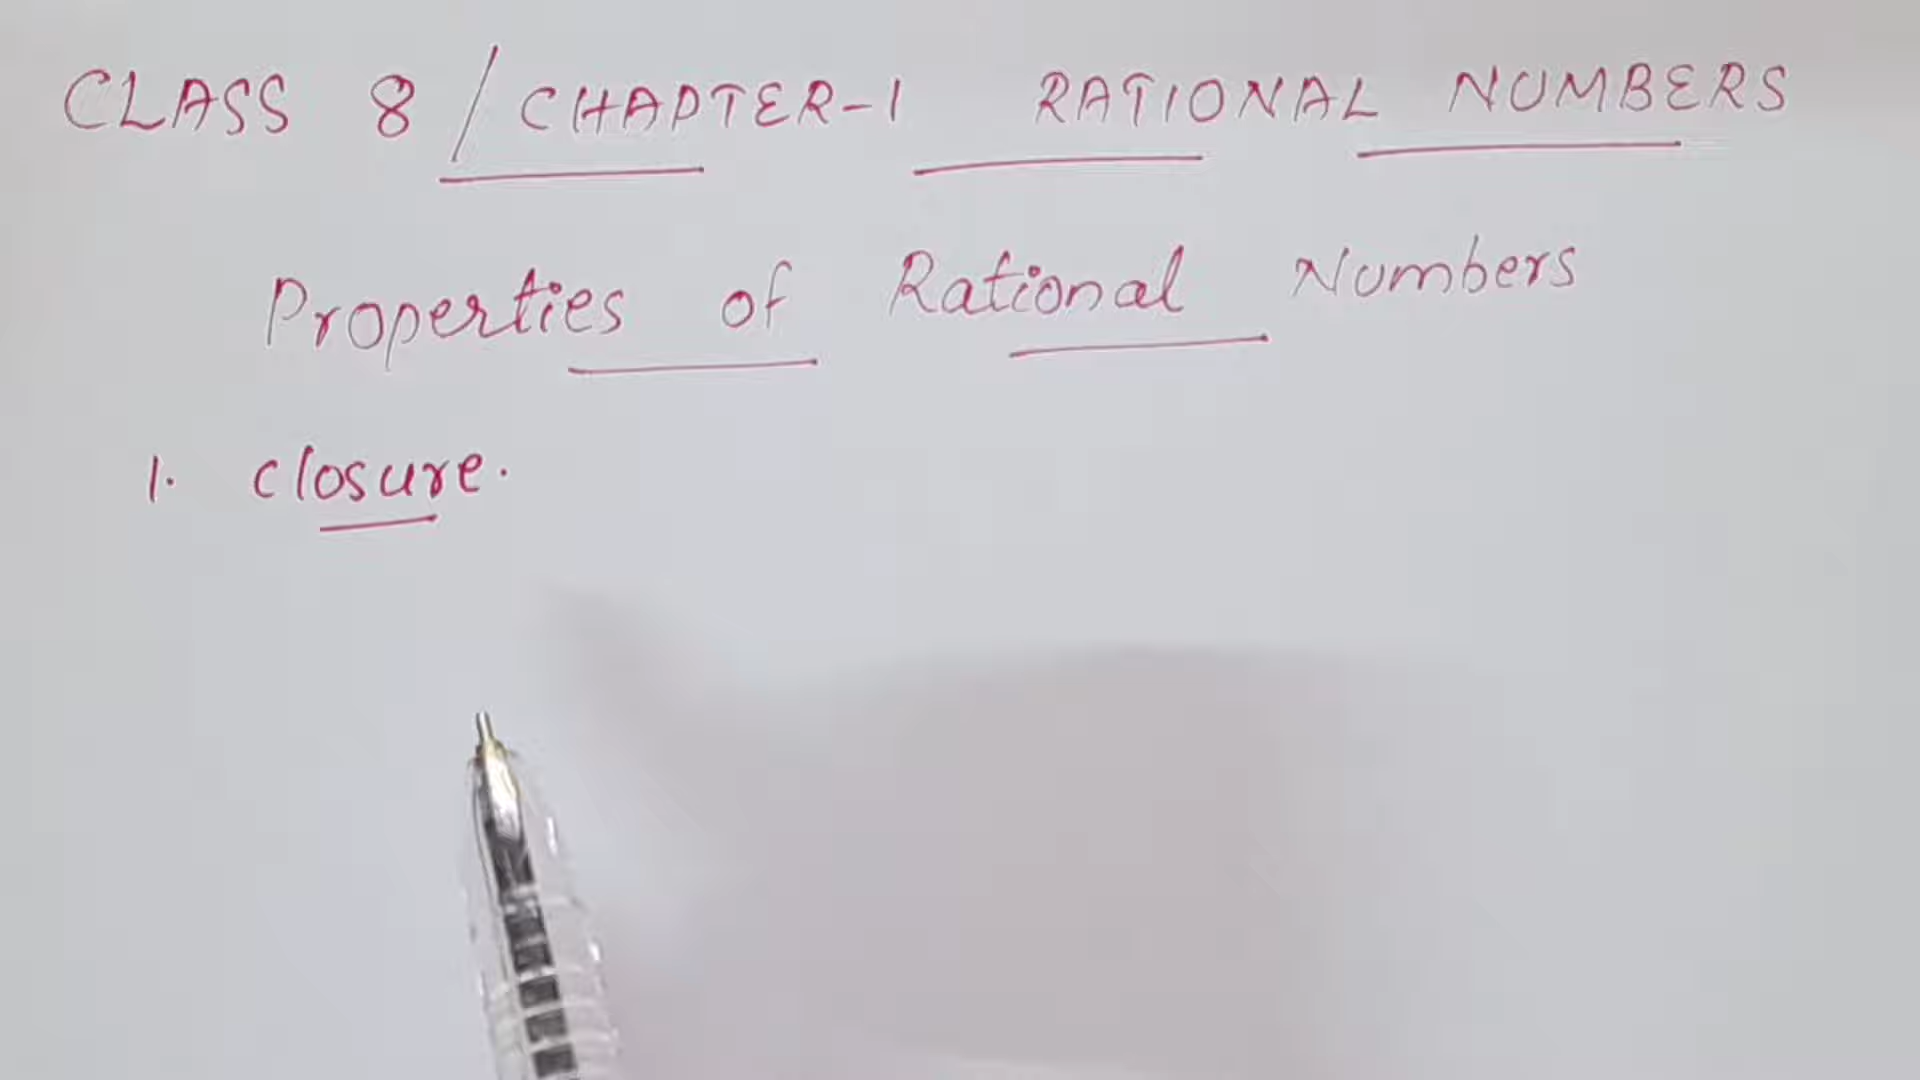 CLASS 8 / CHAPTER-1 RATIONAL NUMBERS
Properties of Rational Numbers
1. closure.